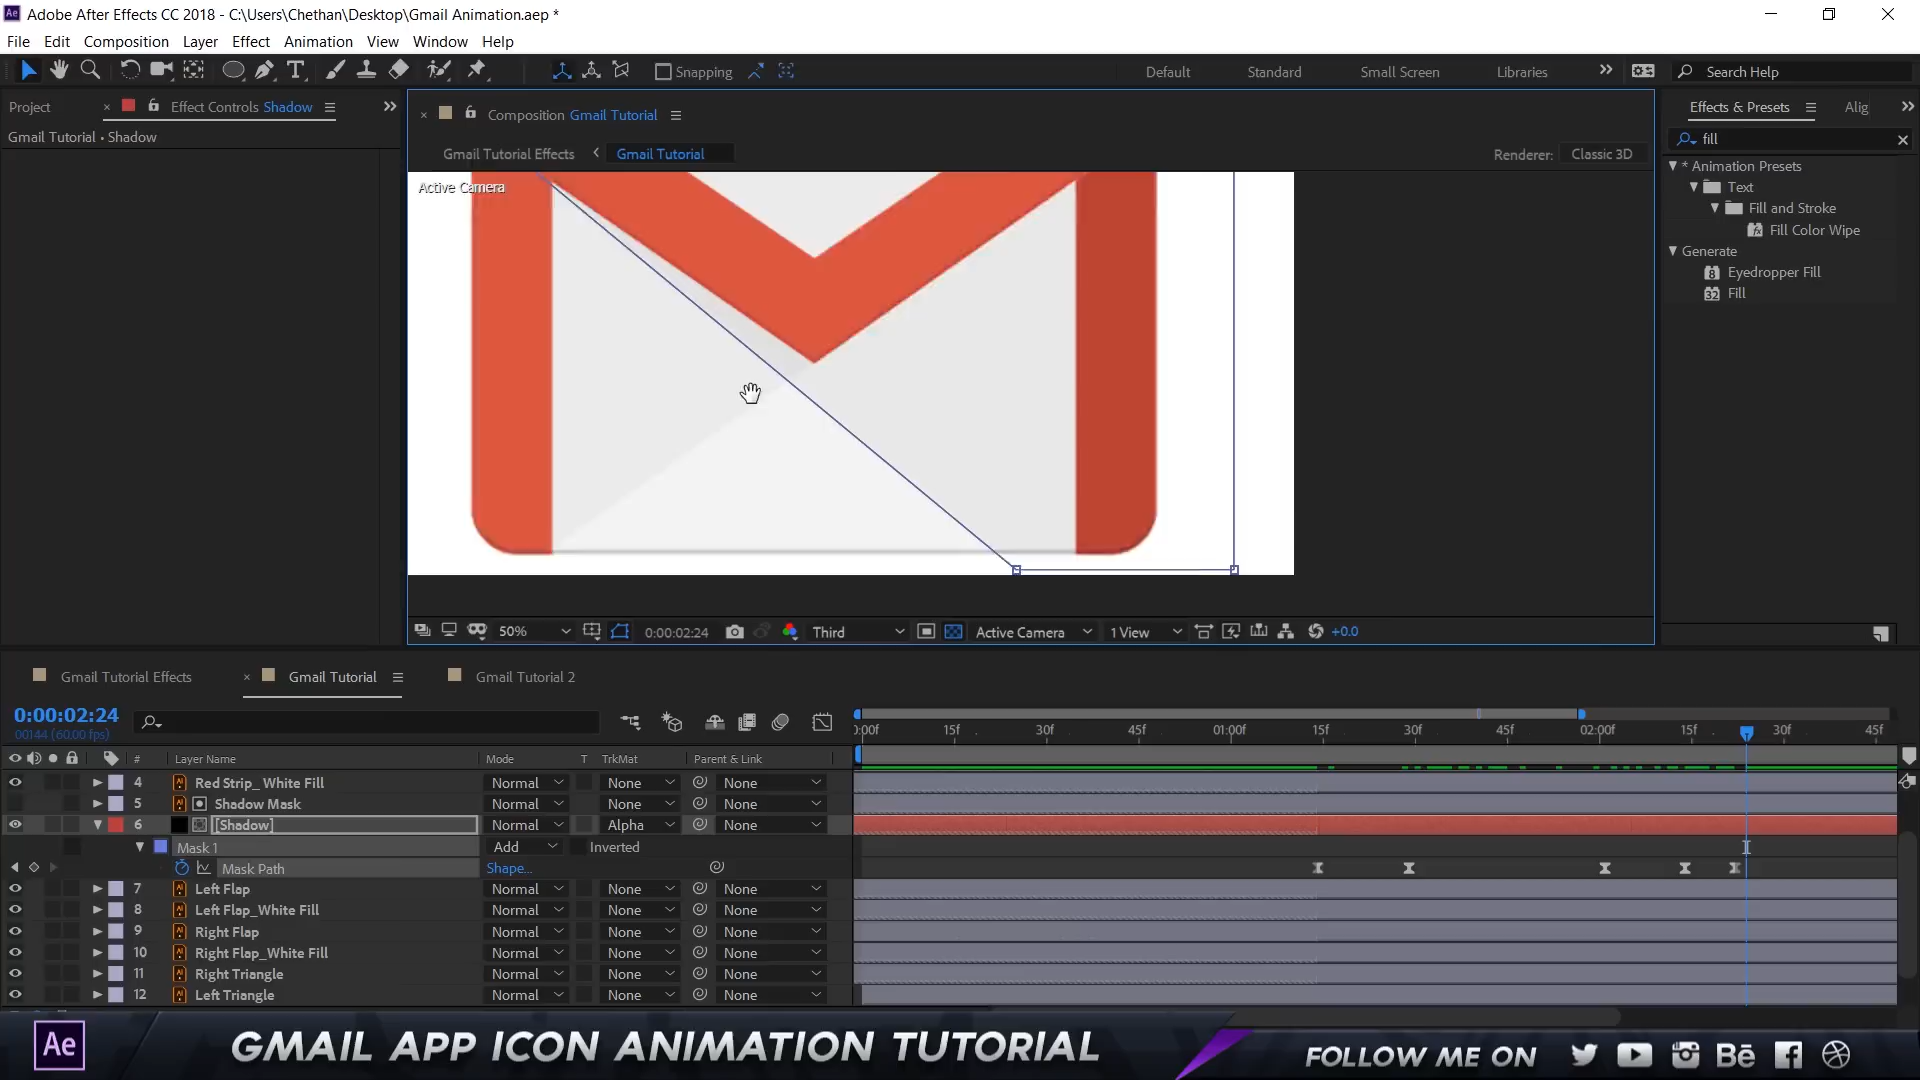 Ae Adobe After Effects CC 2018 - C:\Users\Chethan\Desktop\Gmail Animation.aep *
File Edit Composition Layer Effect Animation View Window Help
Snapping Default Standard Small Screen Libraries Search Help
Project Effect Controls Shadow Composition Gmail Tutorial Effects & Presets Alig
Gmail Tutorial • Shadow
fill
Gmail Tutorial Effects Gmail Tutorial Renderer: Classic 3D
Active Camera
* Animation Presets
Text
Fill and Stroke
Fill Color Wipe
Generate
Eyedropper Fill
Fill
50% 0:00:02:24 Third Active Camera 1 View +0.0
Gmail Tutorial Effects Gmail Tutorial Gmail Tutorial 2
0:00:02:24
00144 (60.00 fps)
0:00f 15f 30f 45f 01:00f 15f 30f 45f 02:00f 15f 30f 45f
# Layer Name Mode T TrkMat Parent & Link
4 Red Strip_ White Fill Normal None None
5 Shadow Mask Normal None None
6 [Shadow] Normal Alpha None
Mask 1 Add Inverted
Mask Path Shape...
7 Left Flap Normal None None
8 Left Flap_White Fill Normal None None
9 Right Flap Normal None None
10 Right Flap_White Fill Normal None None
11 Right Triangle Normal None None
12 Left Triangle Normal None None
Ae GMAIL APP ICON ANIMATION TUTORIAL FOLLOW ME ON Bē